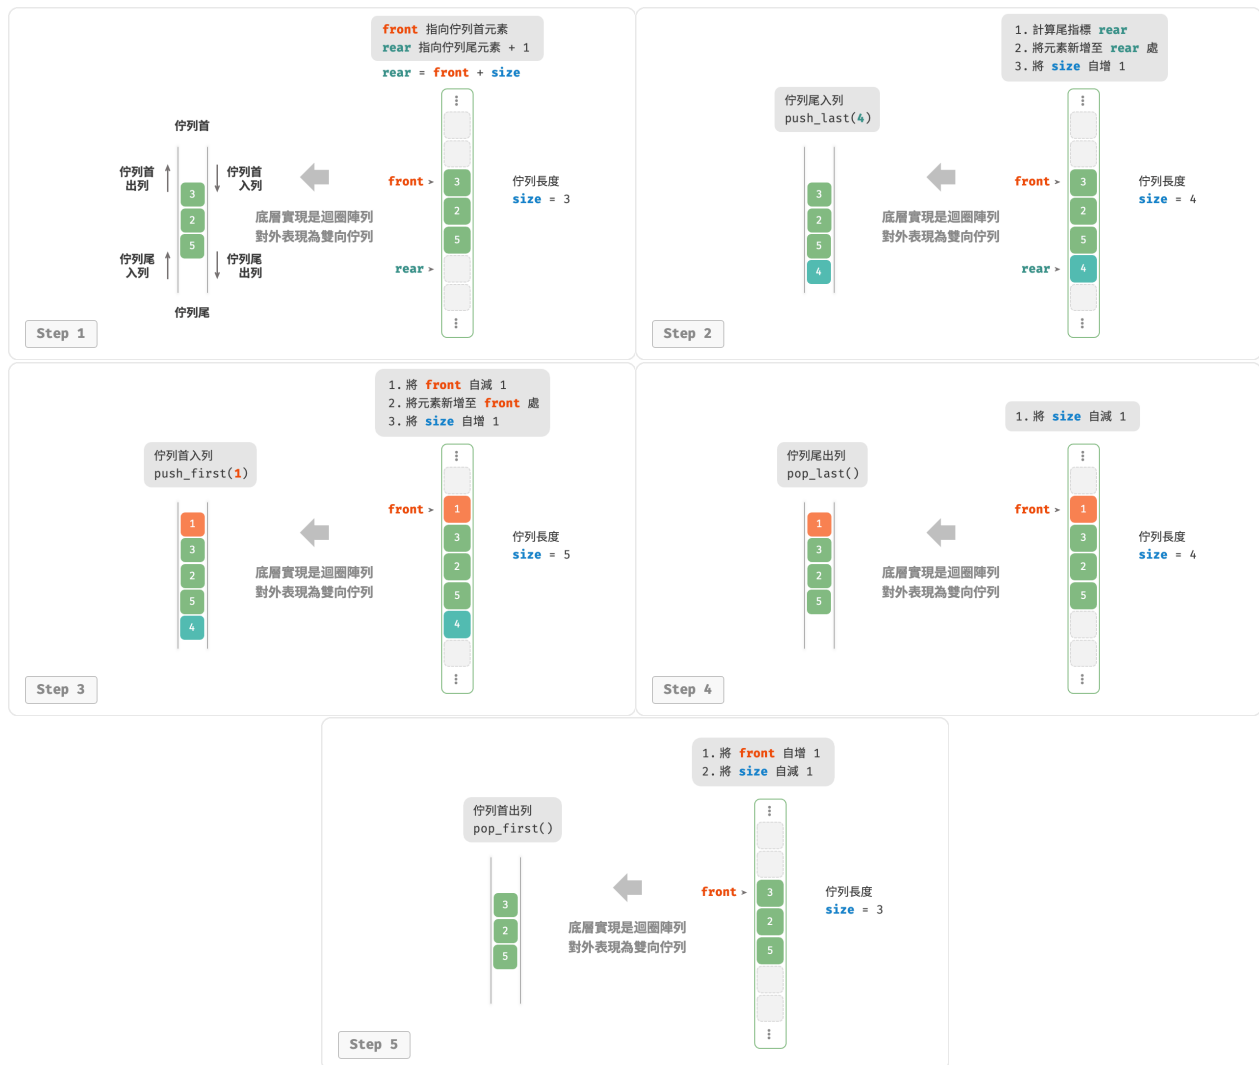 front 指向佇列首元素
rear 指向佇列尾元素 + 1
rear = front + size
佇列首
佇列首
出列
佇列首
入列
3
2
5
佇列尾
入列
佇列尾
出列
佇列尾
底層實現是迴圈陣列
對外表現為雙向佇列
front
3
2
5
rear
佇列長度
size = 3
Step 1
1. 計算尾指標 rear
2. 將元素新增至 rear 處
3. 將 size 自增 1
佇列尾入列
push_last(4)
3
2
5
4
底層實現是迴圈陣列
對外表現為雙向佇列
front
3
2
5
rear
4
佇列長度
size = 4
Step 2
1. 將 front 自減 1
2. 將元素新增至 front 處
3. 將 size 自增 1
佇列首入列
push_first(1)
1
3
2
5
4
底層實現是迴圈陣列
對外表現為雙向佇列
front
1
3
2
5
4
佇列長度
size = 5
Step 3
1. 將 size 自減 1
佇列尾出列
pop_last()
1
3
2
5
底層實現是迴圈陣列
對外表現為雙向佇列
front
1
3
2
5
佇列長度
size = 4
Step 4
1. 將 front 自增 1
2. 將 size 自減 1
佇列首出列
pop_first()
3
2
5
底層實現是迴圈陣列
對外表現為雙向佇列
front
3
2
5
佇列長度
size = 3
Step 5